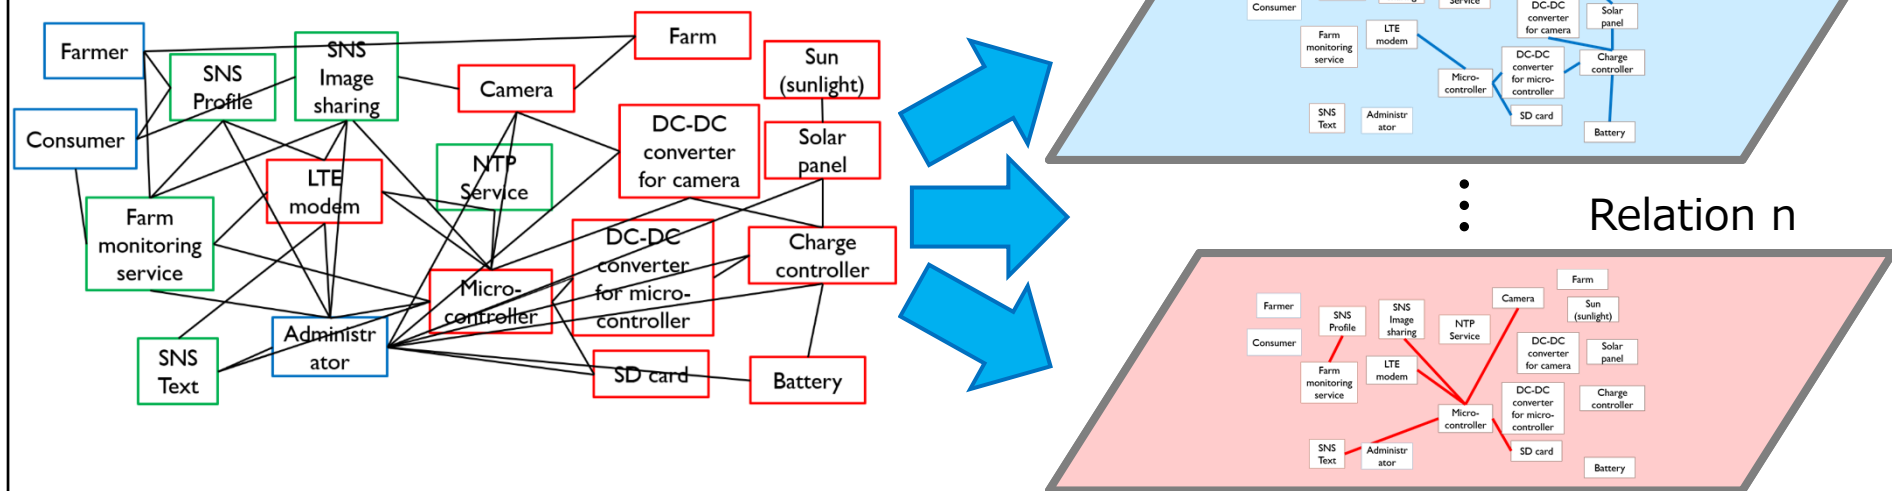 Farmer
SNS
Profile
SNS
Image
sharing
Farm
Camera
Sun
(sunlight)
Consumer
DC-DC
converter
for camera
Solar
panel
NTP
Service
LTE
modem
Farm
monitoring
service
DC-DC
converter
for micro-
controller
Charge
controller
Micro-
controller
Administr
ator
SNS
Text
SD card
Battery
Consumer
DC-DC
converter
for camera
Solar
panel
Farm
monitoring
service
LTE
modem
DC-DC
converter
for micro-
controller
Charge
controller
Micro-
controller
SNS
Text
Administr
ator
SD card
Battery
Relation n
Farm
Farmer
SNS
Profile
SNS
Image
sharing
Camera
Sun
(sunlight)
NTP
Service
Consumer
DC-DC
converter
for camera
Solar
panel
Farm
monitoring
service
LTE
modem
DC-DC
converter
for micro-
controller
Charge
controller
Micro-
controller
SNS
Text
Administr
ator
SD card
Battery